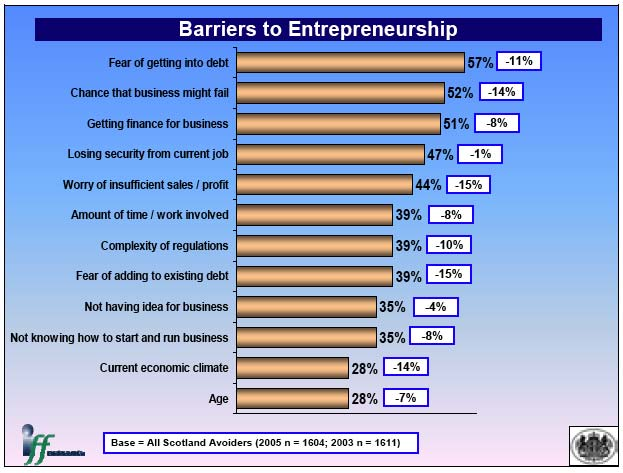 Barriers to Entrepreneurship
Fear of getting into debt 57% -11%
Chance that business might fail 52% -14%
Getting finance for business 51% -8%
Losing security from current job 47% -1%
Worry of insufficient sales / profit 44% -15%
Amount of time / work involved 39% -8%
Complexity of regulations 39% -10%
Fear of adding to existing debt 39% -15%
Not having idea for business 35% -4%
Not knowing how to start and run business 35% -8%
Current economic climate 28% -14%
Age 28% -7%
iff
Base = All Scotland Avoiders (2005 n = 1604; 2003 n = 1611)